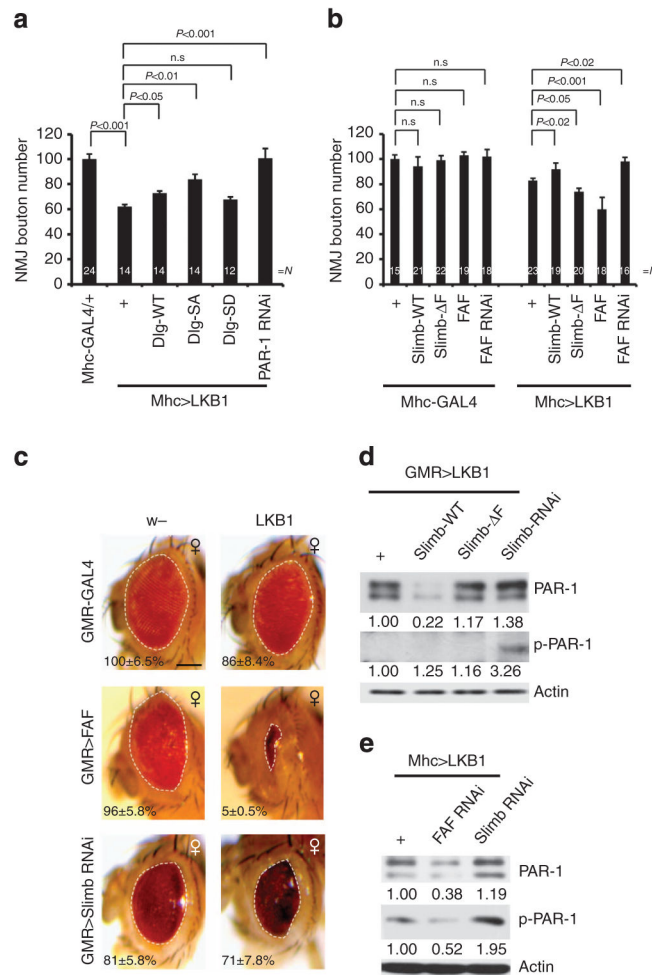 a
P<0.001
n.s
P<0.01
P<0.05
P<0.001
NMJ bouton number
120
100
80
60
40
20
0
24 14 14 14 12 11 =N
Mhc-GAL4/+
+
Dlg-WT
Dlg-SA
Dlg-SD
PAR-1 RNAi
Mhc>LKB1
b
n.s
n.s
n.s
n.s
P<0.02
P<0.001
P<0.05
P<0.02
NMJ bouton number
120
100
80
60
40
20
0
15 21 22 19 18 23 19 20 18 16 =N
+
Slimb-WT
Slimb-ΔF
FAF
FAF RNAi
+
Slimb-WT
Slimb-ΔF
FAF
FAF RNAi
Mhc-GAL4
Mhc>LKB1
c
w– LKB1
GMR-GAL4
♀ ♀
100±6.5% 86±8.4%
GMR>FAF
♀ ♀
96±5.8% 5±0.5%
GMR>Slimb RNAi
♀ ♀
81±5.8% 71±7.8%
d
GMR>LKB1
+
Slimb-WT
Slimb-ΔF
Slimb-RNAi
PAR-1
1.00 0.22 1.17 1.38
p-PAR-1
1.00 1.25 1.16 3.26
Actin
e
Mhc>LKB1
+
FAF RNAi
Slimb RNAi
PAR-1
1.00 0.38 1.19
p-PAR-1
1.00 0.52 1.95
Actin